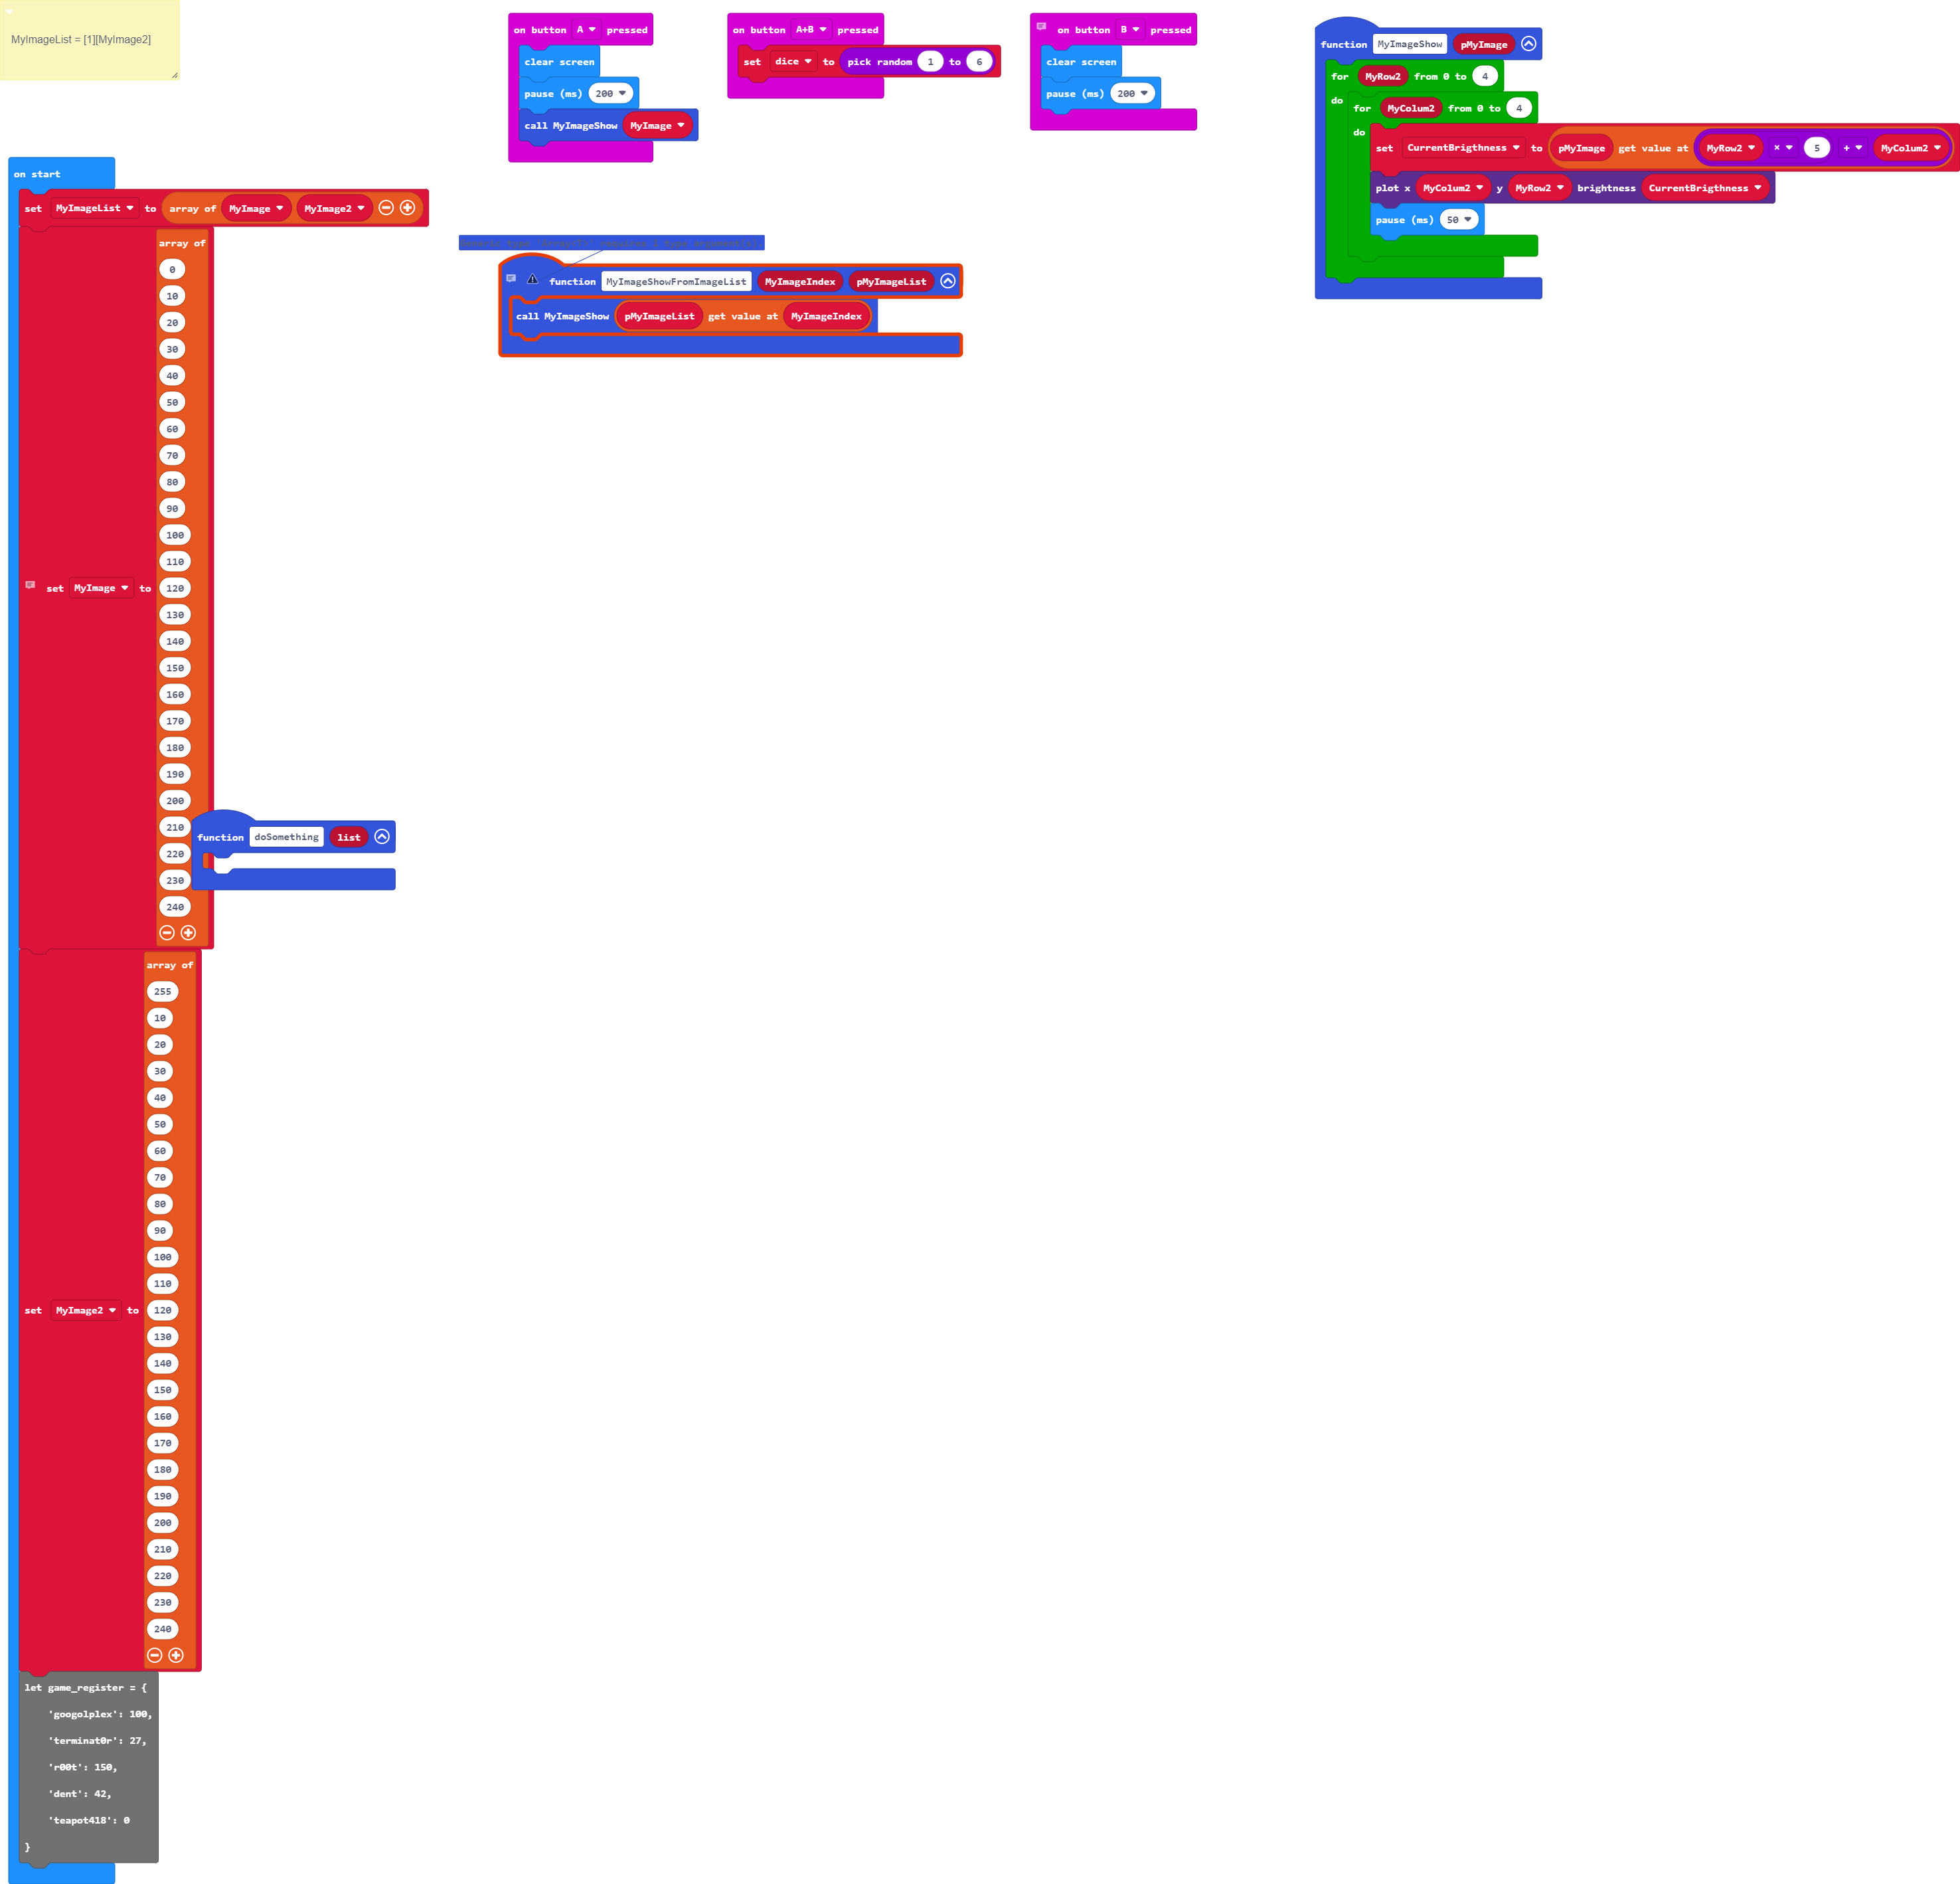 MyImageList = [1][MyImage2]
on button A pressed
clear screen
pause (ms) 200
call MyImageShow MyImage
on button A+B pressed
set dice to pick random 1 to 6
on button B pressed
clear screen
pause (ms) 200
function MyImageShow pMyImage
for MyRow2 from 0 to 4
do
for MyColum2 from 0 to 4
do
set CurrentBrigthness to pMyImage get value at MyRow2 × 5 + MyColum2
plot x MyColum2 y MyRow2 brightness CurrentBrigthness
pause (ms) 50
function MyImageShowFromImageList MyImageIndex pMyImageList
call MyImageShow pMyImageList get value at MyImageIndex
on start
set MyImageList to array of MyImage MyImage2
set MyImage to
array of
0
10
20
30
40
50
60
70
80
90
100
110
120
130
140
150
160
170
180
190
200
210
220
230
240
function doSomething list
set MyImage2 to
array of
255
10
20
30
40
50
60
70
80
90
100
110
120
130
140
150
160
170
180
190
200
210
220
230
240
let game_register = {
'googolplex': 100,
'terminat0r': 27,
'r00t': 150,
'dent': 42,
'teapot418': 0
}